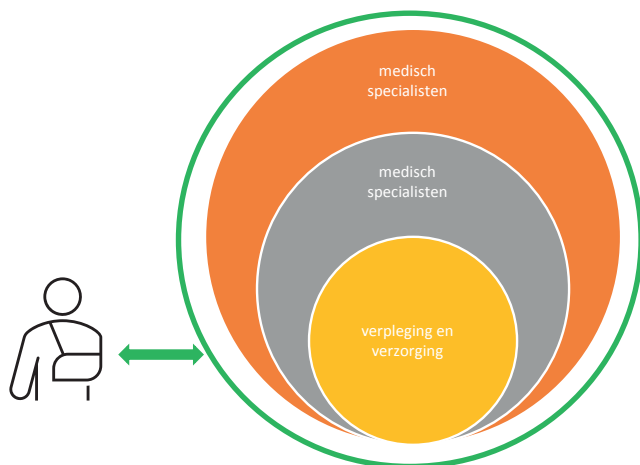 medisch
specialisten
medisch
specialisten
verpleging en
verzorging